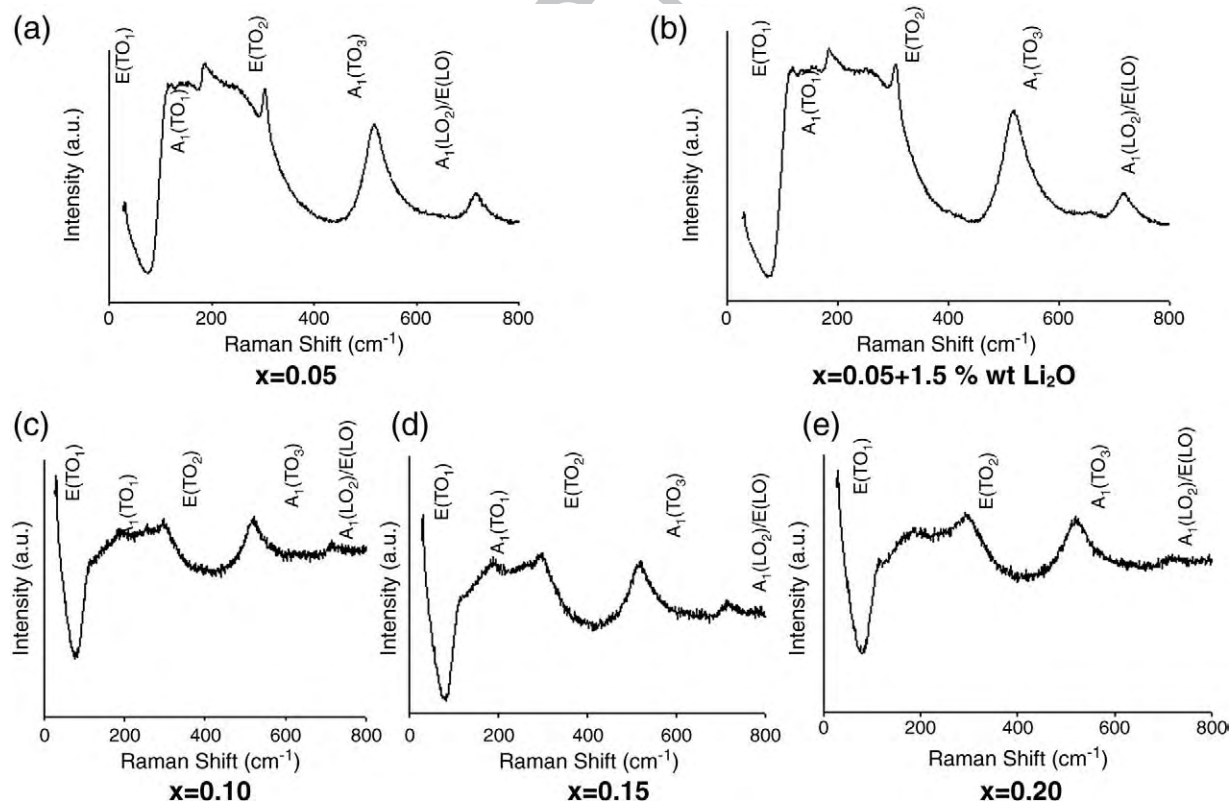 (a)
E(TO₁)
A₁(TO₁)
E(TO₂)
A₁(TO₃)
A₁(LO₂)/E(LO)
Intensity (a.u.)
0 200 400 600 800
Raman Shift (cm⁻¹)
x=0.05
(b)
E(TO₁)
A₁(TO₁)
E(TO₂)
A₁(TO₃)
A₁(LO₂)/E(LO)
Intensity (a.u.)
0 200 400 600 800
Raman Shift (cm⁻¹)
x=0.05+1.5 % wt Li₂O
(c)
E(TO₁)
A₁(TO₁)
E(TO₂)
A₁(TO₃)
A₁(LO₂)/E(LO)
Intensity (a.u.)
0 200 400 600 800
Raman Shift (cm⁻¹)
x=0.10
(d)
E(TO₁)
A₁(TO₁)
E(TO₂)
A₁(TO₃)
A₁(LO₂)/E(LO)
Intensity (a.u.)
0 200 400 600 800
Raman Shift (cm⁻¹)
x=0.15
(e)
E(TO₁)
E(TO₂)
A₁(TO₃)
A₁(LO₂)/E(LO)
Intensity (a.u.)
0 200 400 600 800
Raman Shift (cm⁻¹)
x=0.20